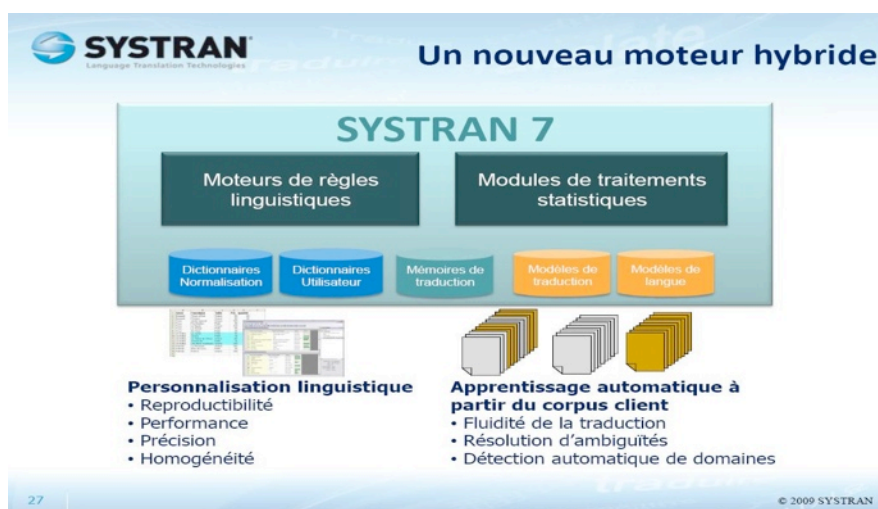 SYSTRAN
Language Translation Technologies
Un nouveau moteur hybride
SYSTRAN 7
Moteurs de règles
linguistiques
Modules de traitements
statistiques
Dictionnaires
Normalisation
Dictionnaires
Utilisateur
Mémoires de
traduction
Modèles de
traduction
Modèles de
langue
Personnalisation linguistique
• Reproductibilité
• Performance
• Précision
• Homogénéité
Apprentissage automatique à
partir du corpus client
• Fluidité de la traduction
• Résolution d'ambiguïtés
• Détection automatique de domaines
27
© 2009 SYSTRAN